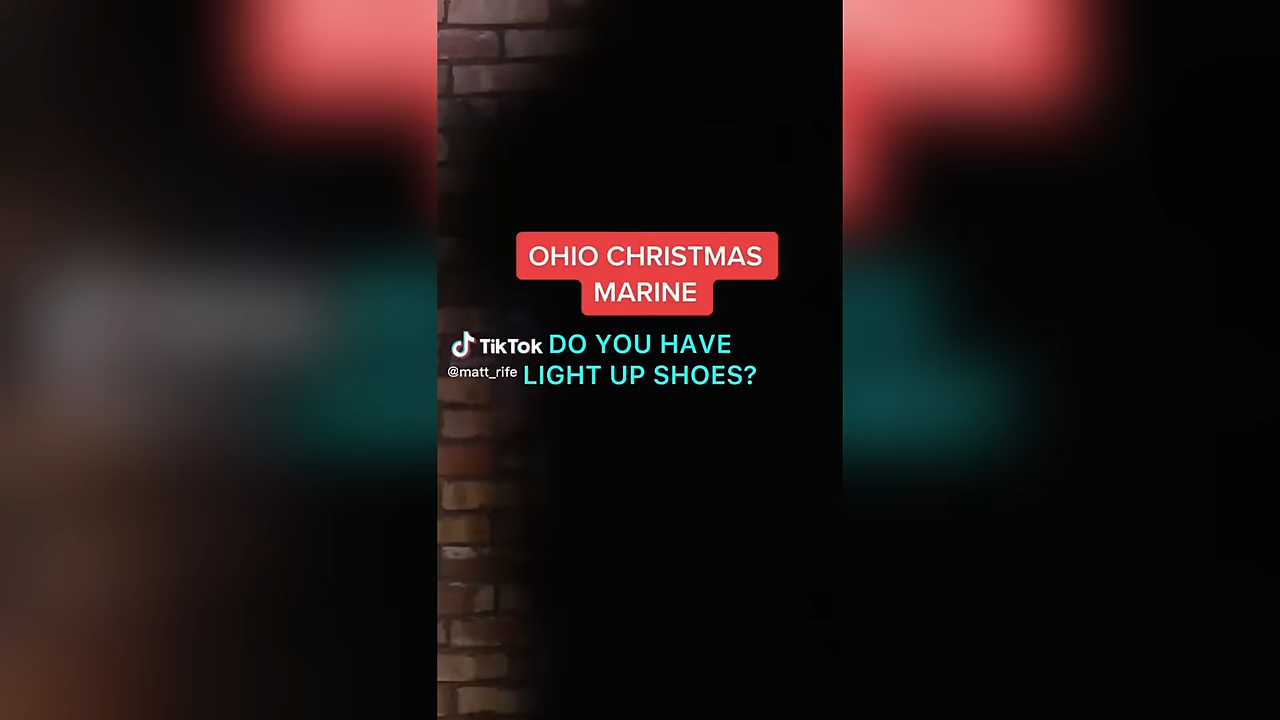 OHIO CHRISTMAS
MARINE
TikTok
@matt_rife
DO YOU HAVE
LIGHT UP SHOES?